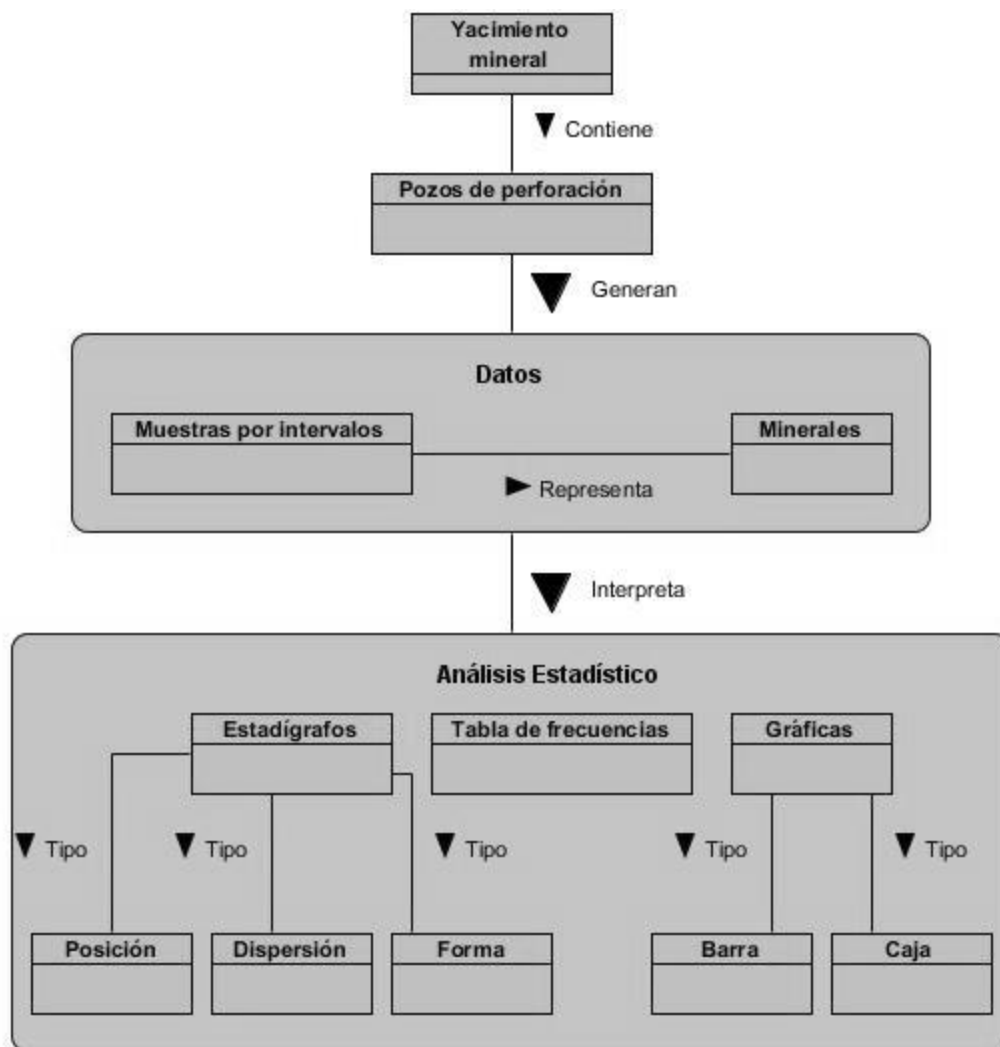 Yacimiento
mineral
Contiene
Pozos de perforación
Generan
Datos
Muestras por intervalos
Minerales
Representa
Interpreta
Análisis Estadístico
Estadígrafos
Tabla de frecuencias
Gráficas
Tipo
Tipo
Tipo
Tipo
Tipo
Posición
Dispersión
Forma
Barra
Caja